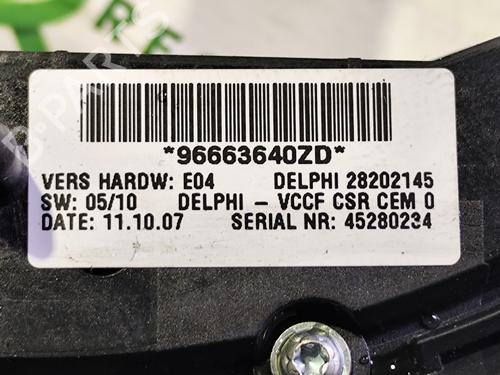 *96663640ZD*
VERS HARDW: E04 DELPHI 28202145
SW: 05/10 DELPHI - VCCF CSR CEM 0
DATE: 11.10.07 SERIAL NR: 45280234